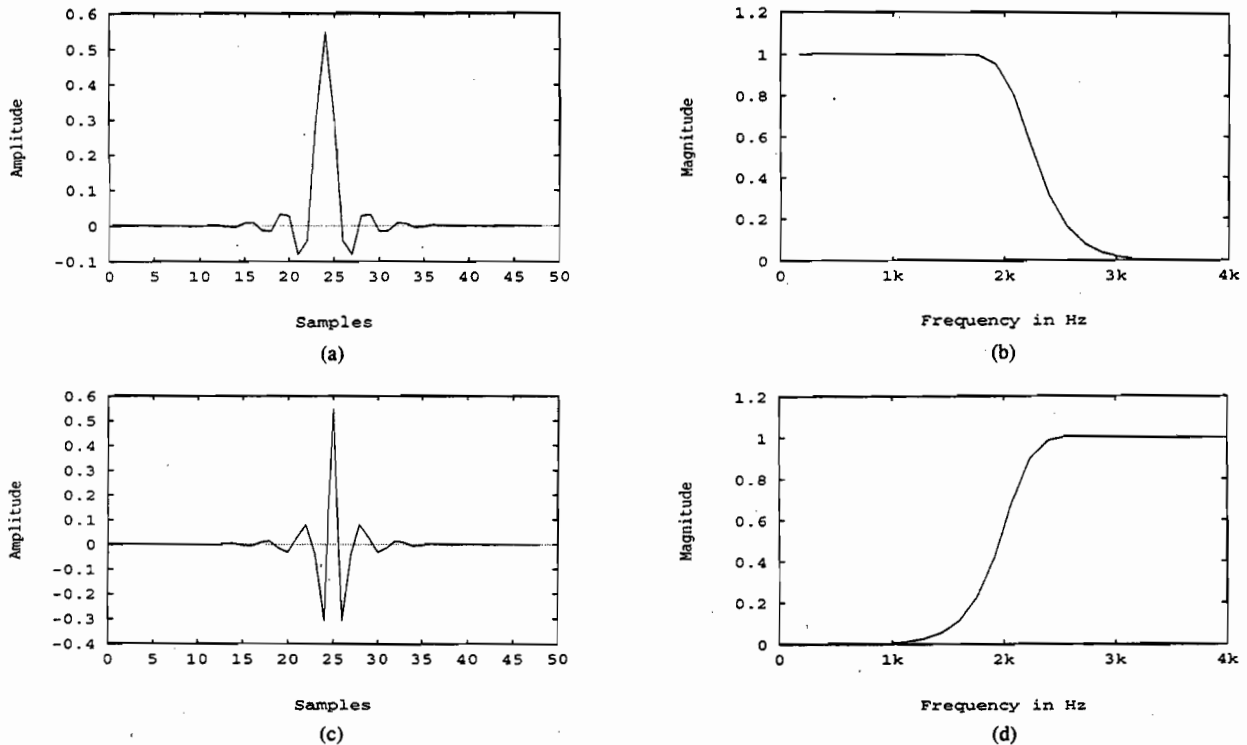 0.6
0.5
0.4
0.3
0.2
0.1
0
-0.1
0 5 10 15 20 25 30 35 40 45 50
Amplitude
Samples
(a)
1.2
1
0.8
0.6
0.4
0.2
0
0 1k 2k 3k 4k
Magnitude
Frequency in Hz
(b)
0.6
0.5
0.4
0.3
0.2
0.1
0
-0.1
-0.2
-0.3
-0.4
0 5 10 15 20 25 30 35 40 45 50
Amplitude
Samples
(c)
1.2
1
0.8
0.6
0.4
0.2
0
0 1k 2k 3k 4k
Magnitude
Frequency in Hz
(d)